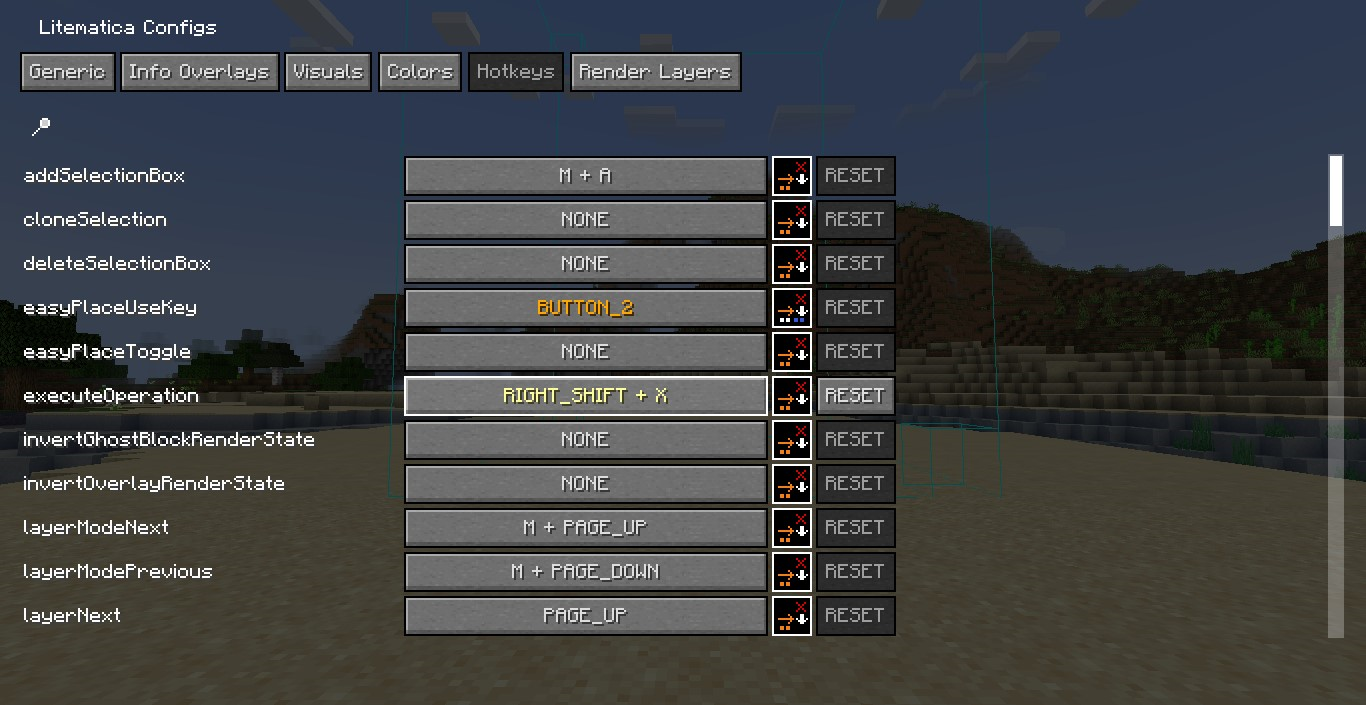 Litematica Configs
Generic Info Overlays Visuals Colors Hotkeys Render Layers
addSelectionBox M + A RESET
cloneSelection NONE RESET
deleteSelectionBox NONE RESET
easyPlaceUseKey BUTTON_2 RESET
easyPlaceToggle NONE RESET
executeOperation RIGHT_SHIFT + X RESET
invertGhostBlockRenderState NONE RESET
invertOverlayRenderState NONE RESET
layerModeNext M + PAGE_UP RESET
layerModePrevious M + PAGE_DOWN RESET
layerNext PAGE_UP RESET